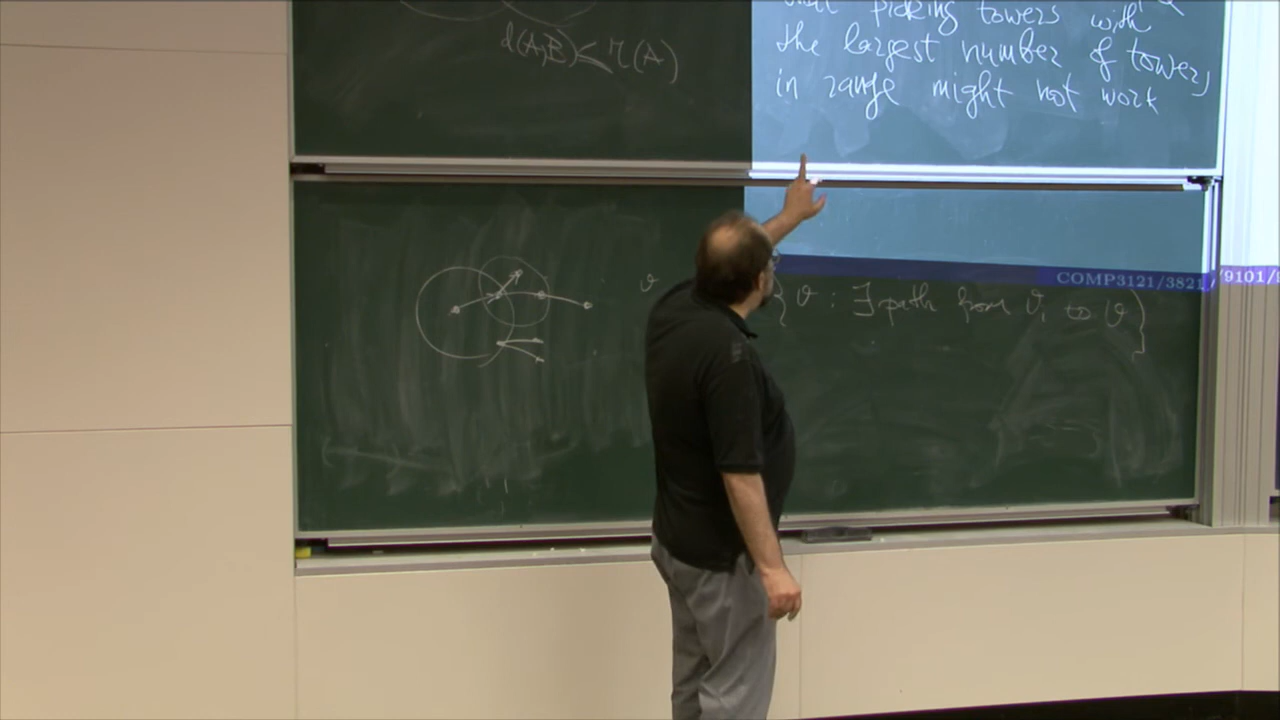 d(A,B) ≤ r(A)
picking towers with
the largest number of towers
in range might not work
COMP3121/3821/9101/
v
{ v : ∃ path from v₁ to v }